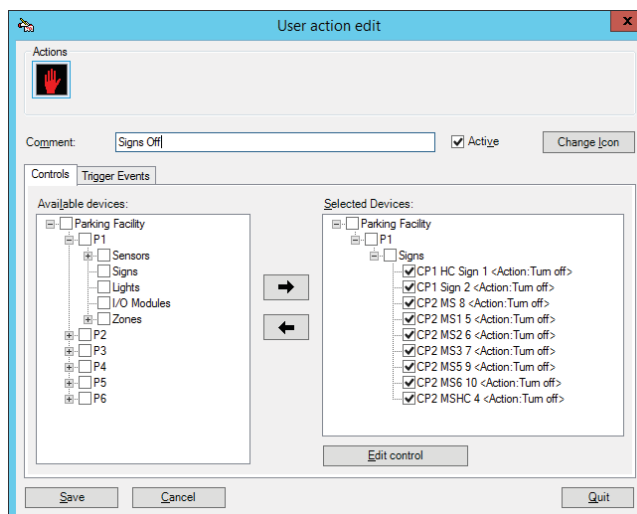 User action edit
x
Actions
Comment: Signs Off Active Change Icon
Controls Trigger Events
Available devices:
Parking Facility
P1
Sensors
Signs
Lights
I/O Modules
Zones
P2
P3
P4
P5
P6
Selected Devices:
Parking Facility
P1
Signs
CP1 HC Sign 1 <Action:Turn off>
CP1 Sign 2 <Action:Turn off>
CP2 MS 8 <Action:Turn off>
CP2 MS1 5 <Action:Turn off>
CP2 MS2 6 <Action:Turn off>
CP2 MS3 7 <Action:Turn off>
CP2 MS5 9 <Action:Turn off>
CP2 MS6 10 <Action:Turn off>
CP2 MSHC 4 <Action:Turn off>
Edit control
Save Cancel Quit